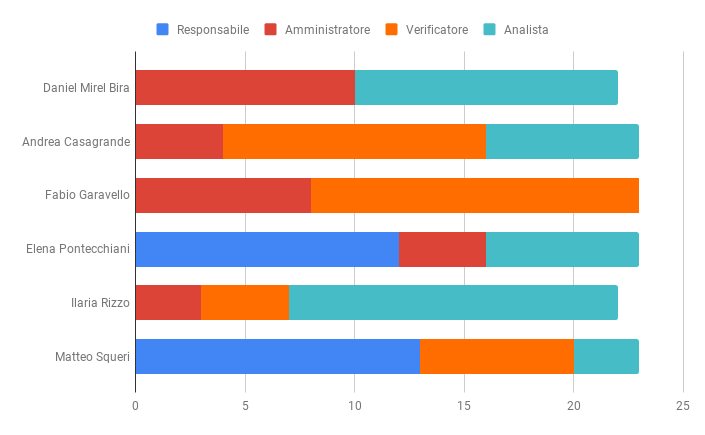 Responsabile Amministratore Verificatore Analista
Daniel Mirel Bira
Andrea Casagrande
Fabio Garavello
Elena Pontecchiani
Ilaria Rizzo
Matteo Squeri
0 5 10 15 20 25